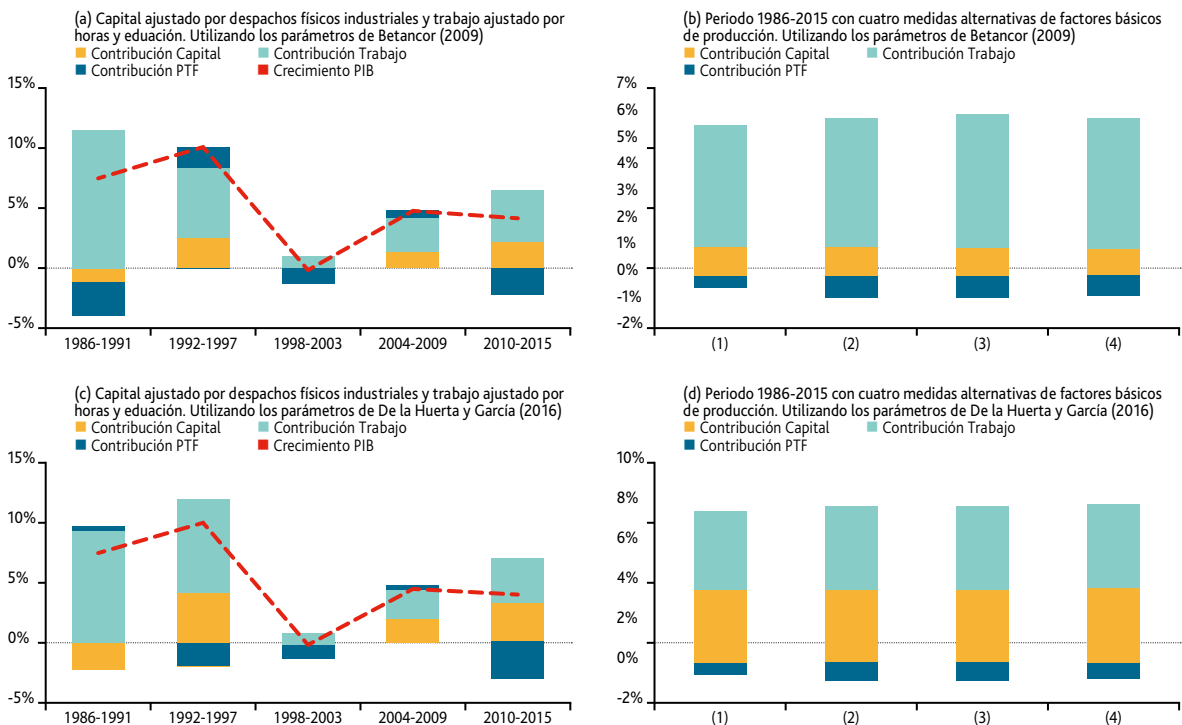 (a) Capital ajustado por despachos físicos industriales y trabajo ajustado por
horas y eduación. Utilizando los parámetros de Betancor (2009)
Contribución Capital
Contribución Trabajo
Contribución PTF
Crecimiento PIB
15%
10%
5%
0%
-5%
1986-1991
1992-1997
1998-2003
2004-2009
2010-2015
(b) Periodo 1986-2015 con cuatro medidas alternativas de factores básicos
de producción. Utilizando los parámetros de Betancor (2009)
Contribución Capital
Contribución Trabajo
Contribución PTF
7%
6%
5%
4%
3%
2%
1%
0%
-1%
-2%
(1)
(2)
(3)
(4)
(c) Capital ajustado por despachos físicos industriales y trabajo ajustado por
horas y eduación. Utilizando los parámetros de De la Huerta y García (2016)
Contribución Capital
Contribución Trabajo
Contribución PTF
Crecimiento PIB
15%
10%
5%
0%
-5%
1986-1991
1992-1997
1998-2003
2004-2009
2010-2015
(d) Periodo 1986-2015 con cuatro medidas alternativas de factores básicos
de producción. Utilizando los parámetros de De la Huerta y García (2016)
Contribución Capital
Contribución Trabajo
Contribución PTF
10%
8%
6%
4%
2%
0%
-2%
(1)
(2)
(3)
(4)